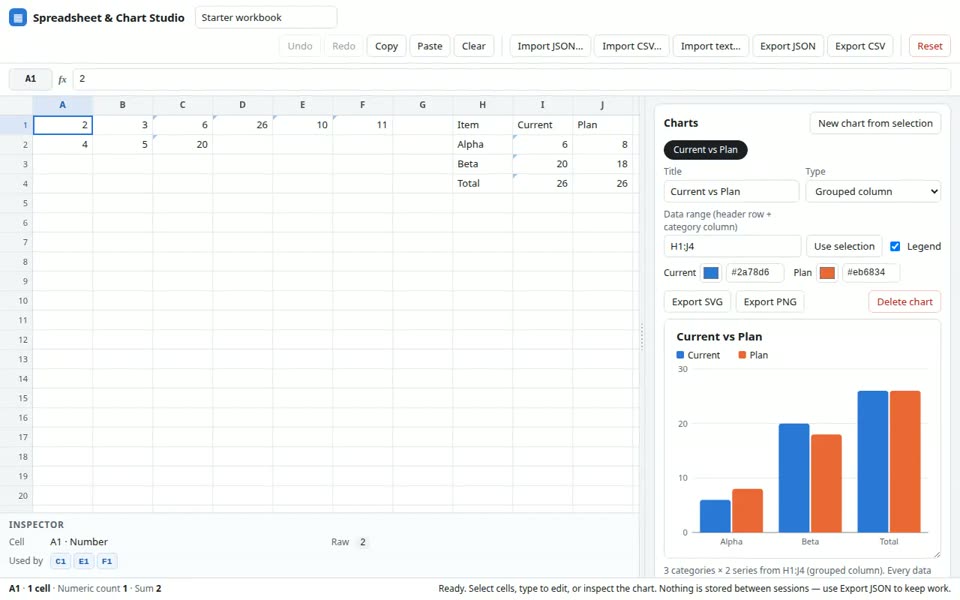 Spreadsheet & Chart Studio Starter workbook
Undo Redo Copy Paste Clear Import JSON... Import CSV... Import text... Export JSON Export CSV Reset
A1 fx 2
A B C D E F G H I J
1 2 3 6 26 10 11 Item Current Plan
2 4 5 20 Alpha 6 8
3 Beta 20 18
4 Total 26 26
5
6
7
8
9
10
11
12
13
14
15
16
17
18
19
20
INSPECTOR
Cell A1 · Number Raw 2
Used by C1 E1 F1
Charts New chart from selection
Current vs Plan
Title Type
Current vs Plan Grouped column
Data range (header row +
category column)
H1:J4 Use selection Legend
Current #2a78d6 Plan #eb6834
Export SVG Export PNG Delete chart
Current vs Plan
Current Plan
30
20
10
0
Alpha Beta Total
3 categories × 2 series from H1:J4 (grouped column). Every data
A1 · 1 cell · Numeric count 1 · Sum 2 Ready. Select cells, type to edit, or inspect the chart. Nothing is stored between sessions — use Export JSON to keep work.